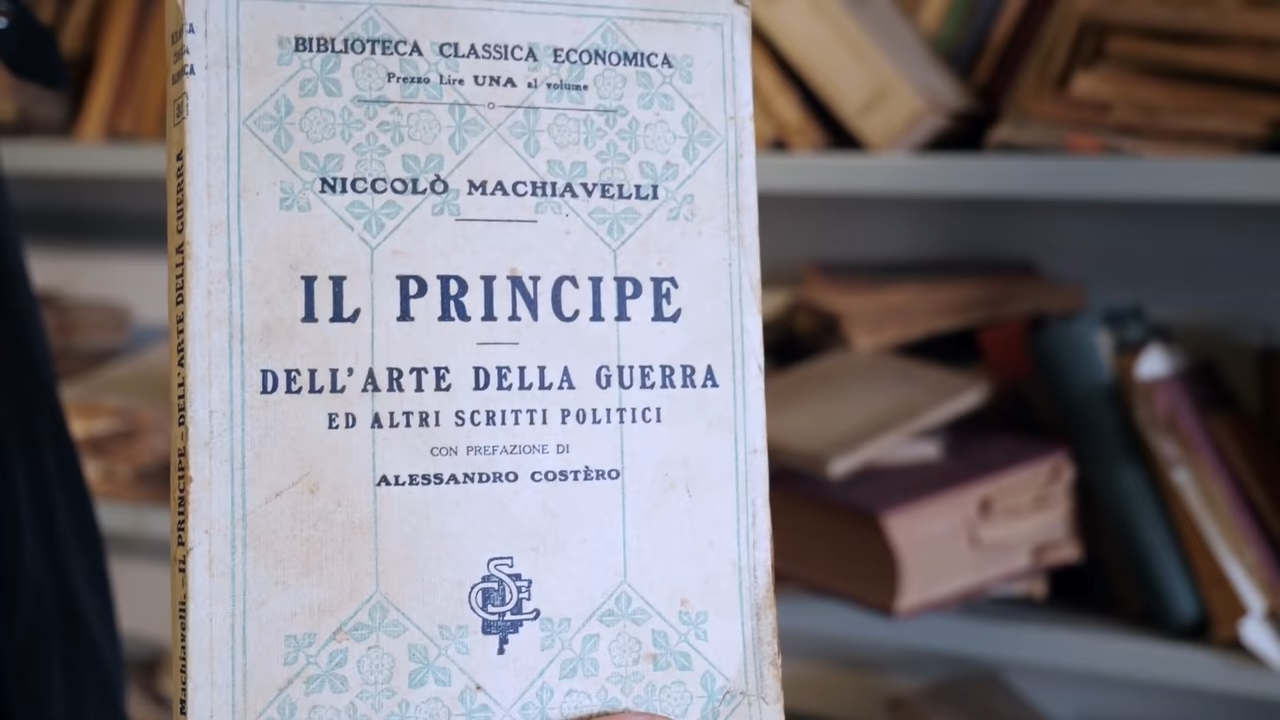 BIBLIOTECA CLASSICA ECONOMICA
Prezzo Lire UNA al volume
NICCOLÒ MACHIAVELLI
IL PRINCIPE
DELL'ARTE DELLA GUERRA
ED ALTRI SCRITTI POLITICI
CON PREFAZIONE DI
ALESSANDRO COSTÈRO
Machiavelli. - IL PRINCIPE - DELL'ARTE DELLA GUERRA